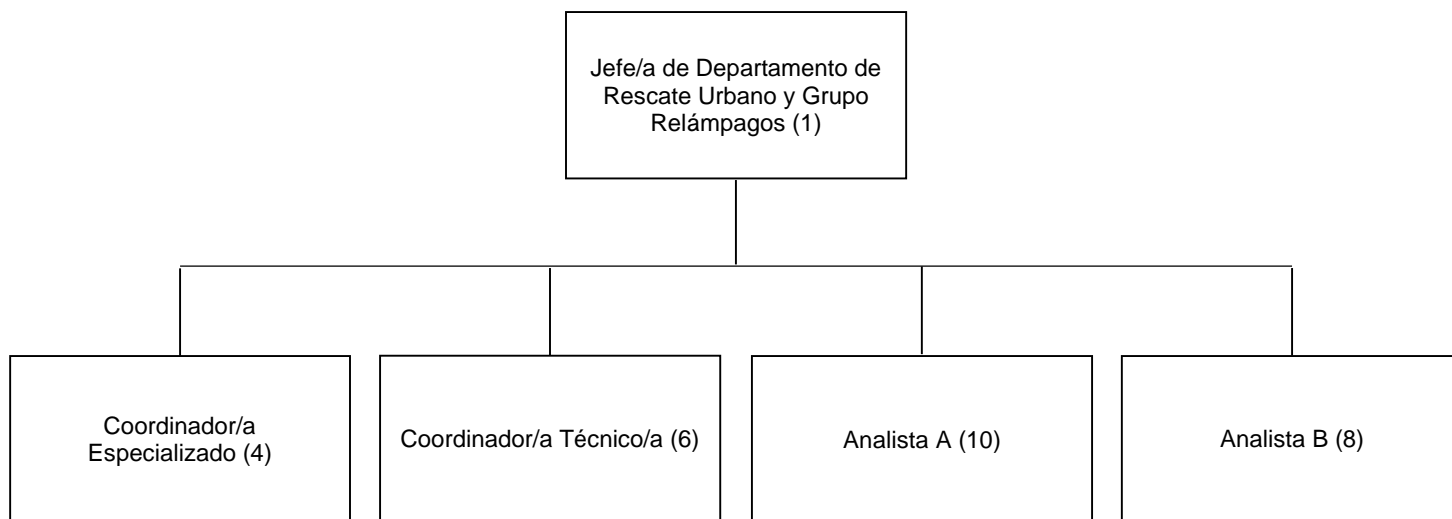 Jefe/a de Departamento de
Rescate Urbano y Grupo
Relámpagos (1)
Coordinador/a
Especializado (4)
Coordinador/a Técnico/a (6)
Analista A (10)
Analista B (8)